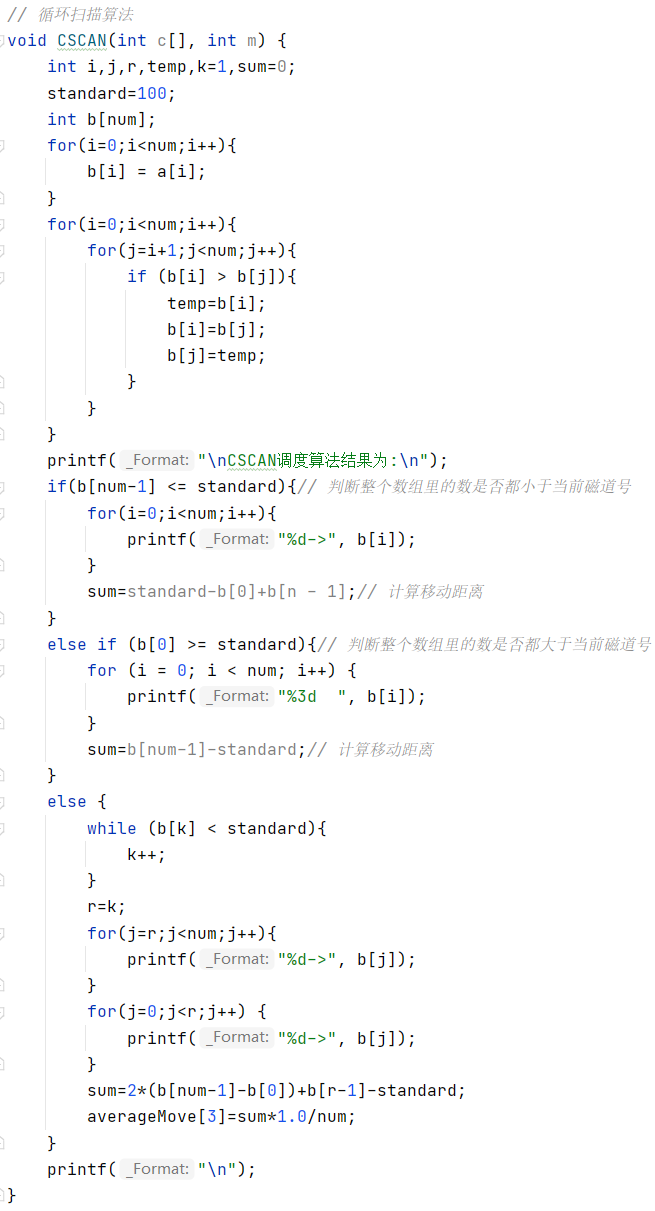 // 循环扫描算法
void CSCAN(int c[], int m) {
    int i,j,r,temp,k=1,sum=0;
    standard=100;
    int b[num];
    for(i=0;i<num;i++){
        b[i] = a[i];
    }
    for(i=0;i<num;i++){
        for(j=i+1;j<num;j++){
            if (b[i] > b[j]){
                temp=b[i];
                b[i]=b[j];
                b[j]=temp;
            }
        }
    }
    printf( _Format: "\nCSCAN调度算法结果为:\n");
    if(b[num-1] <= standard){// 判断整个数组里的数是否都小于当前磁道号
        for(i=0;i<num;i++){
            printf( _Format: "%d->", b[i]);
        }
        sum=standard-b[0]+b[n - 1];// 计算移动距离
    }
    else if (b[0] >= standard){// 判断整个数组里的数是否都大于当前磁道号
        for (i = 0; i < num; i++) {
            printf( _Format: "%3d  ", b[i]);
        }
        sum=b[num-1]-standard;// 计算移动距离
    }
    else {
        while (b[k] < standard){
            k++;
        }
        r=k;
        for(j=r;j<num;j++){
            printf( _Format: "%d->", b[j]);
        }
        for(j=0;j<r;j++) {
            printf( _Format: "%d->", b[j]);
        }
        sum=2*(b[num-1]-b[0])+b[r-1]-standard;
        averageMove[3]=sum*1.0/num;
    }
    printf( _Format: "\n");
}